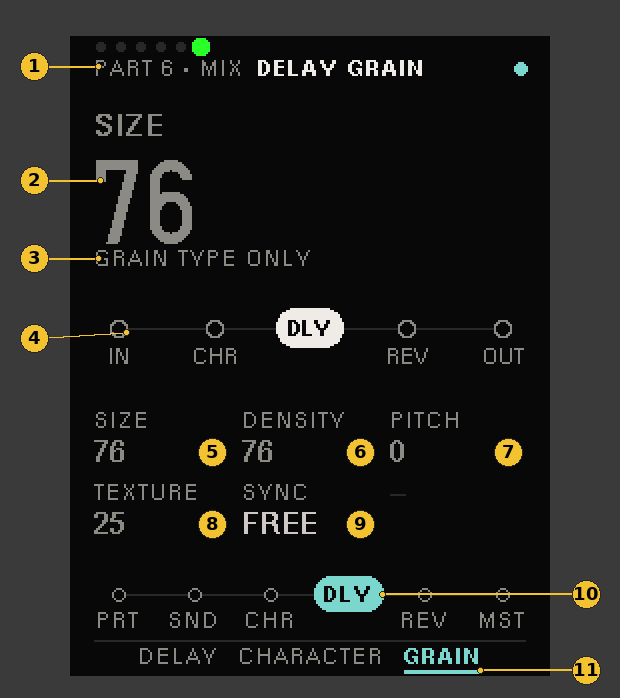 1 PART 6 · MIX DELAY GRAIN
SIZE
2 76
3 GRAIN TYPE ONLY
DLY
4 IN CHR REV OUT
SIZE DENSITY PITCH
76 5 76 6 0 7
TEXTURE SYNC —
25 8 FREE 9
DLY 10
PRT SND CHR REV MST
DELAY CHARACTER GRAIN
11